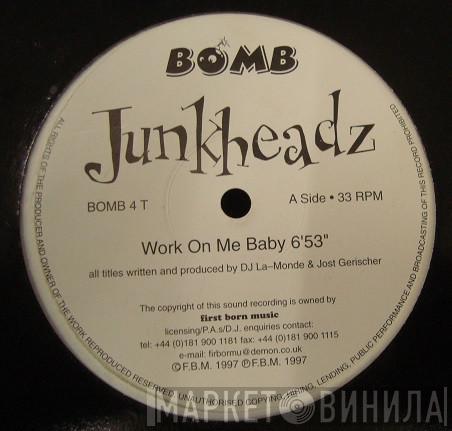 BOMB
Junkheadz
BOMB 4 T
A Side • 33 RPM
Work On Me Baby 6'53"
all titles written and produced by DJ La-Monde & Jost Gerischer
The copyright of this sound recording is owned by
first born music
licensing/P.A.s/D.J. enquiries contact:
tel: +44 (0)181 900 1181 fax: +44 (0)181 900 1115
e-mail: firbormu@demon.co.uk
© F.B.M. 1997 ℗ F.B.M. 1997
ALL RIGHTS OF THE PRODUCER AND OWNER OF THE WORK REPRODUCED RESERVED, UNAUTHORISED COPYING, HIRING, LENDING, PUBLIC PERFORMANCE AND BROADCASTING OF THIS RECORD PROHIBITED
МАРКЕТ ВИНИЛА